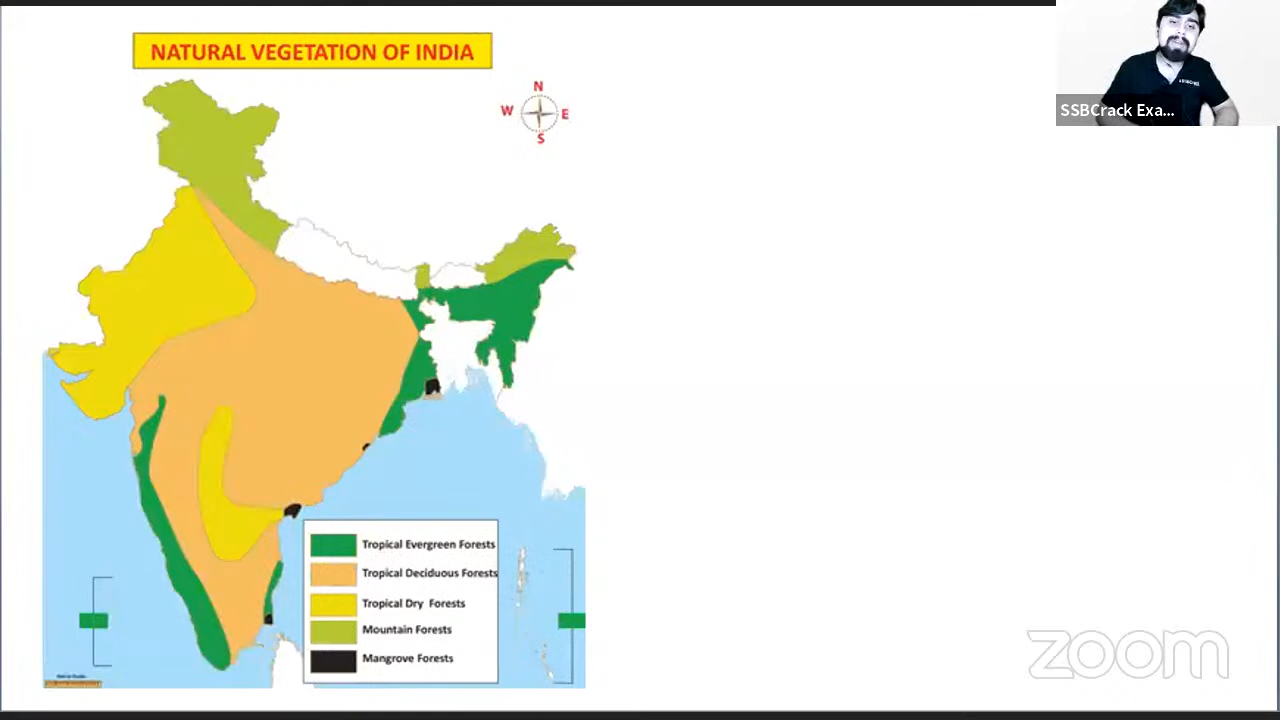 NATURAL VEGETATION OF INDIA
N
W
E
S
SSBCrack Exa...
Tropical Evergreen Forests
Tropical Deciduous Forests
Tropical Dry Forests
Mountain Forests
Mangrove Forests
zoom